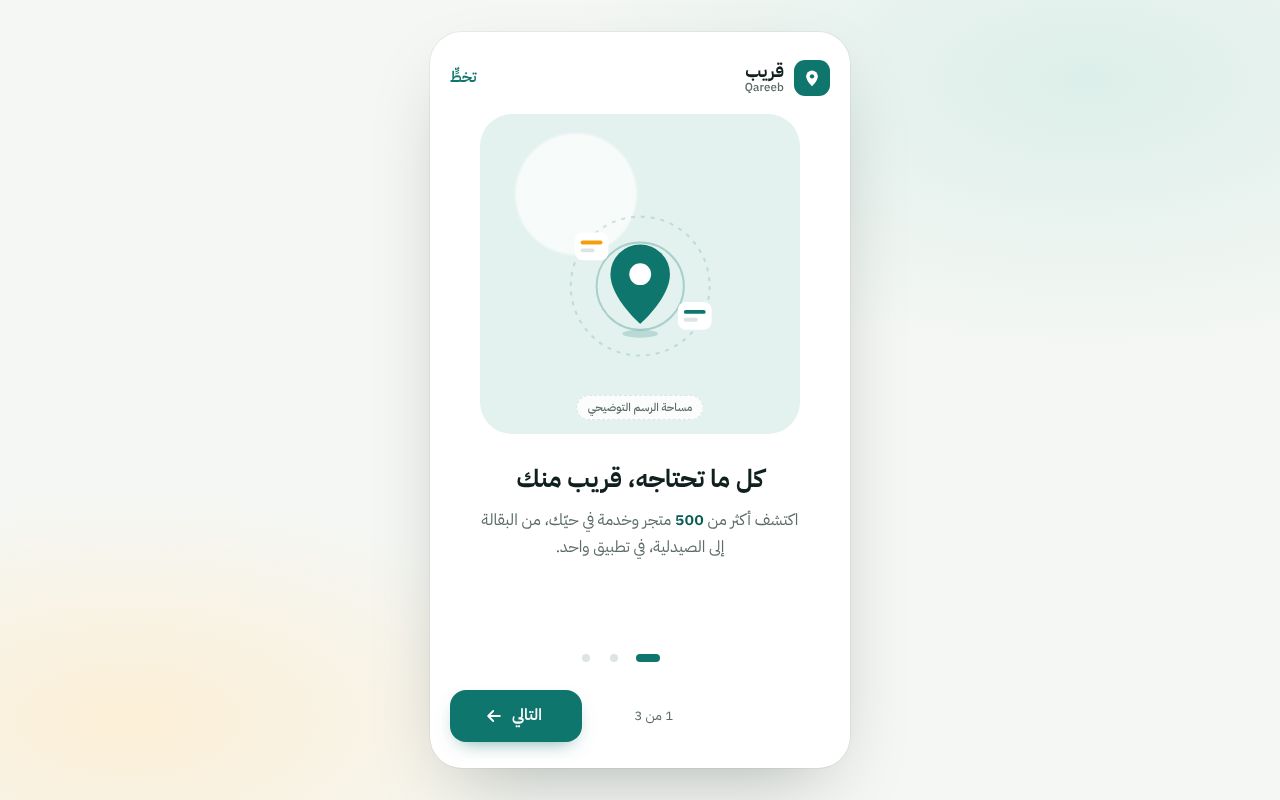 قريب
Qareeb
تخطٍّ
مساحة الرسم التوضيحي
كل ما تحتاجه، قريب منك
اكتشف أكثر من 500 متجر وخدمة في حيّك، من البقالة
إلى الصيدلية، في تطبيق واحد.
1 من 3
التالي